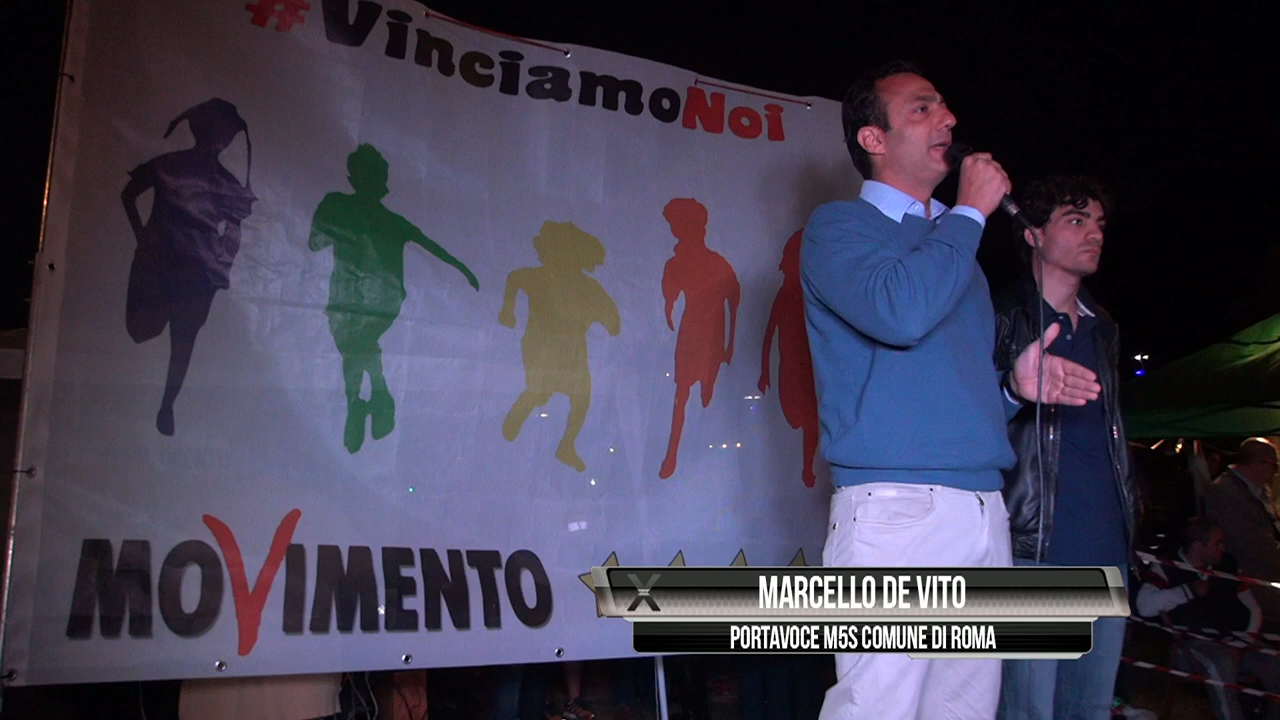 #VinciamoNoi
MOVIMENTO
X
MARCELLO DE VITO
PORTAVOCE M5S COMUNE DI ROMA